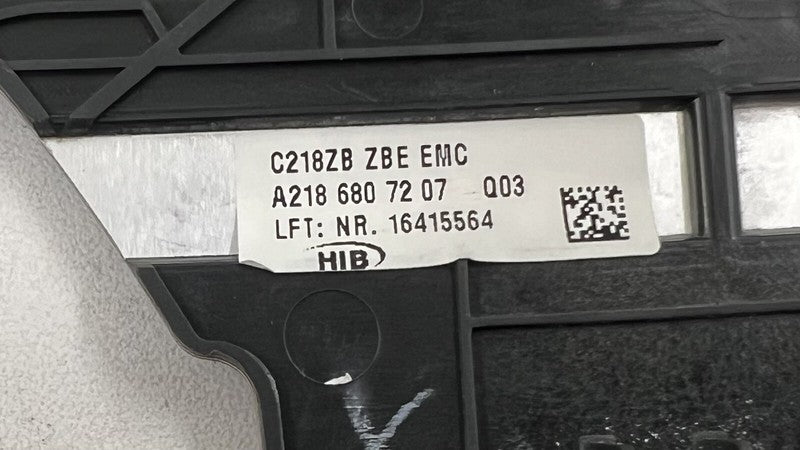 C218ZB ZBE EMC
A218 680 72 07 Q03
LFT: NR. 16415564
HIB